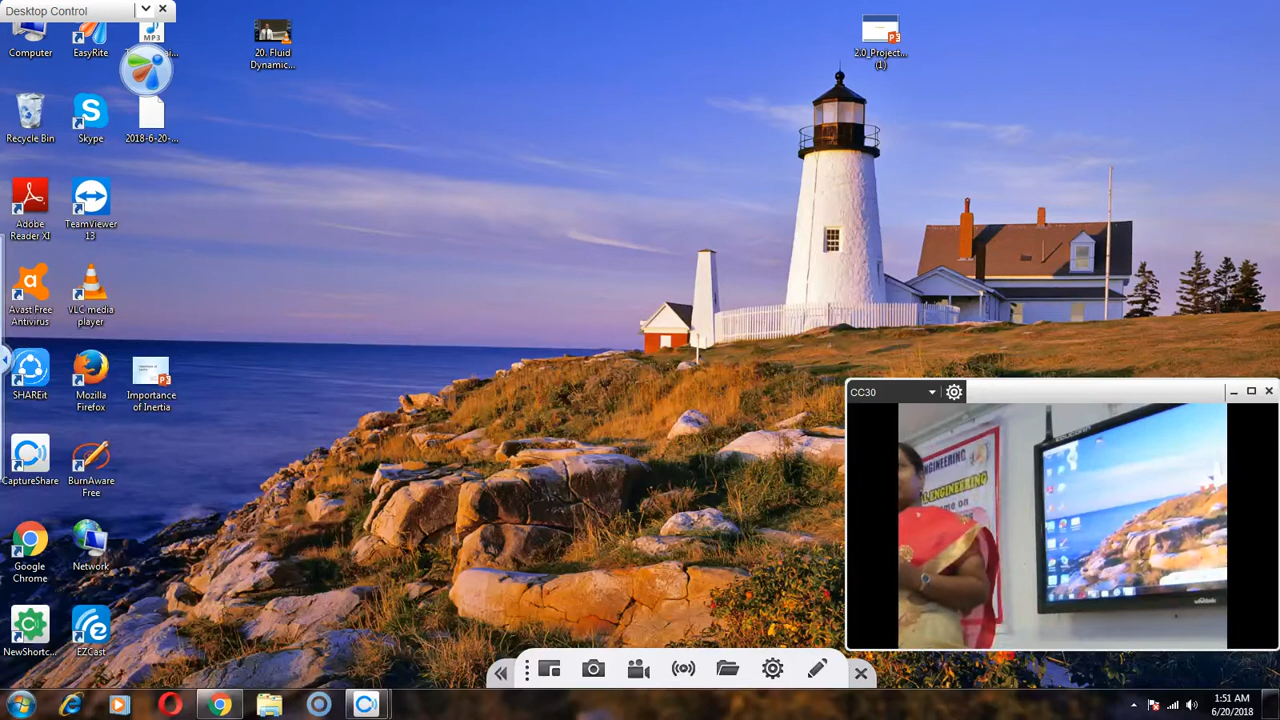 Desktop Control
Computer
EasyRite
MP3
20. Fluid
Dynamic...
2.0_Project...
(1)
Recycle Bin
Skype
2018-6-20-...
Adobe
Reader XI
TeamViewer
13
Avast Free
Antivirus
VLC media
player
SHAREit
Mozilla
Firefox
Importance
of Inertia
CaptureShare
BurnAware
Free
Google
Chrome
Network
NewShortc...
EZCast
CC30
ENGINEERING
L ENGINEERING
1:51 AM
6/20/2018